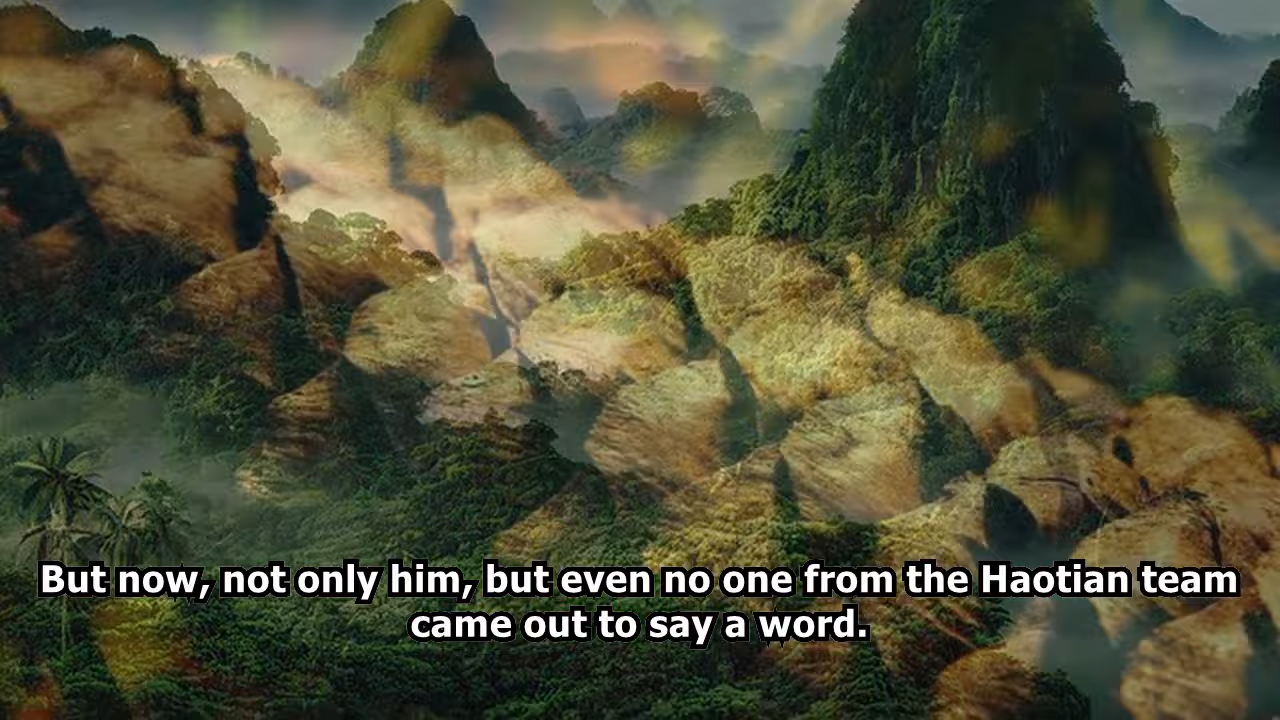 But now, not only him, but even no one from the Haotian team
came out to say a word.